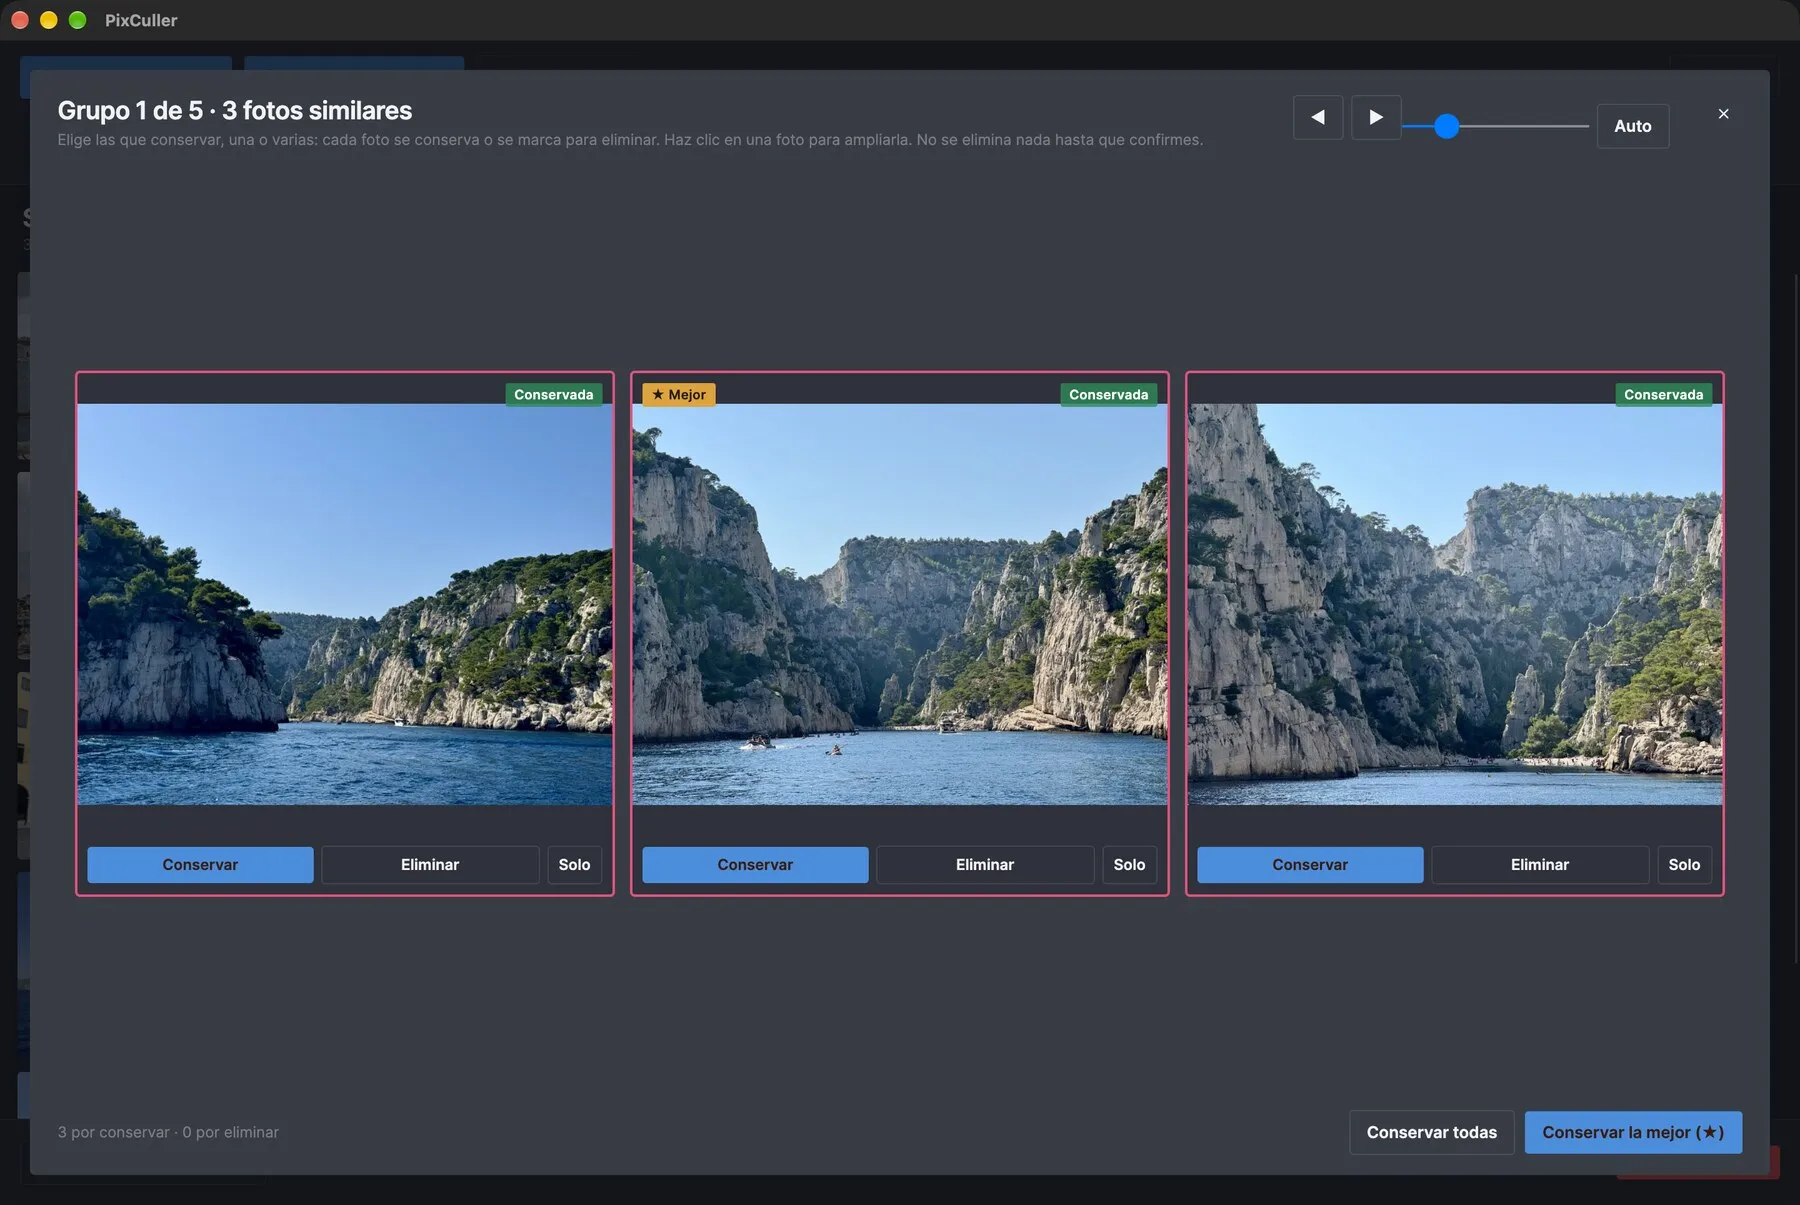 PixCuller
Grupo 1 de 5 · 3 fotos similares
Elige las que conservar, una o varias: cada foto se conserva o se marca para eliminar. Haz clic en una foto para ampliarla. No se elimina nada hasta que confirmes.
Auto
Conservada
★ Mejor
Conservada
Conservada
Conservar
Eliminar
Solo
Conservar
Eliminar
Solo
Conservar
Eliminar
Solo
3 por conservar · 0 por eliminar
Conservar todas
Conservar la mejor (★)